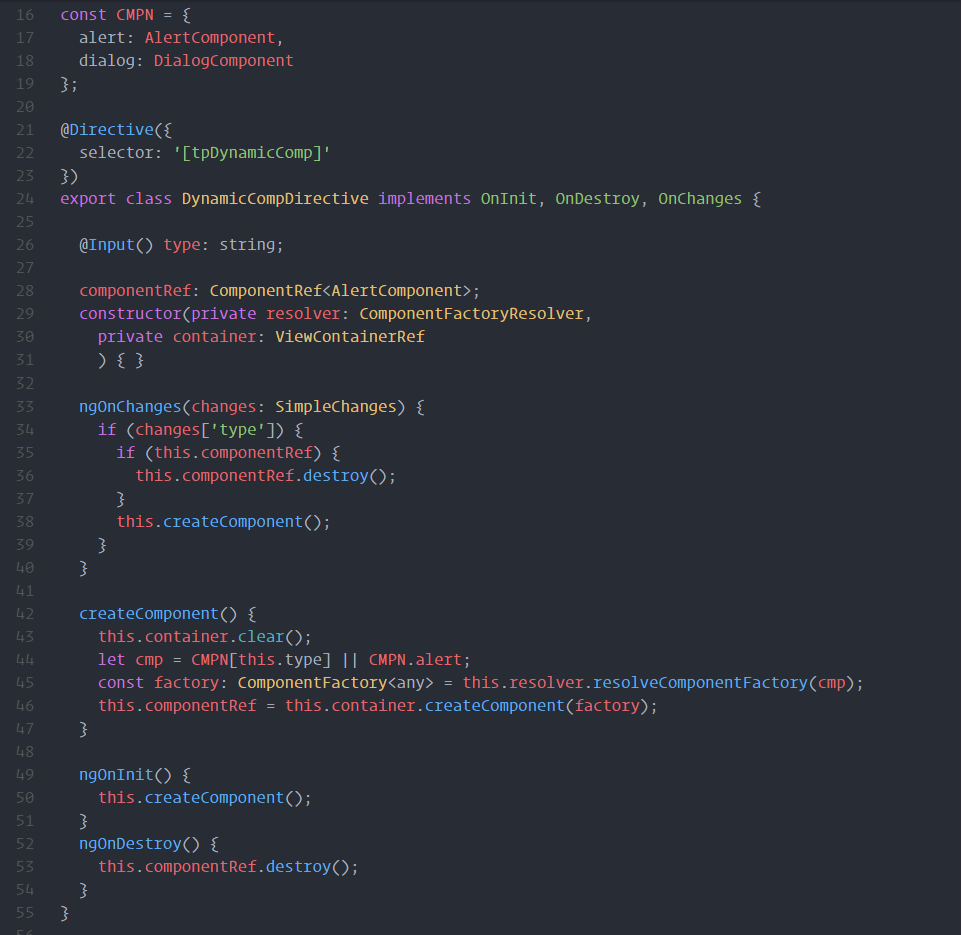 16 const CMPN = {
17   alert: AlertComponent,
18   dialog: DialogComponent
19 };
20
21 @Directive({
22   selector: '[tpDynamicComp]'
23 })
24 export class DynamicCompDirective implements OnInit, OnDestroy, OnChanges {
25
26   @Input() type: string;
27
28   componentRef: ComponentRef<AlertComponent>;
29   constructor(private resolver: ComponentFactoryResolver,
30     private container: ViewContainerRef
31     ) { }
32
33   ngOnChanges(changes: SimpleChanges) {
34     if (changes['type']) {
35       if (this.componentRef) {
36         this.componentRef.destroy();
37       }
38       this.createComponent();
39     }
40   }
41
42   createComponent() {
43     this.container.clear();
44     let cmp = CMPN[this.type] || CMPN.alert;
45     const factory: ComponentFactory<any> = this.resolver.resolveComponentFactory(cmp);
46     this.componentRef = this.container.createComponent(factory);
47   }
48
49   ngOnInit() {
50     this.createComponent();
51   }
52   ngOnDestroy() {
53     this.componentRef.destroy();
54   }
55 }